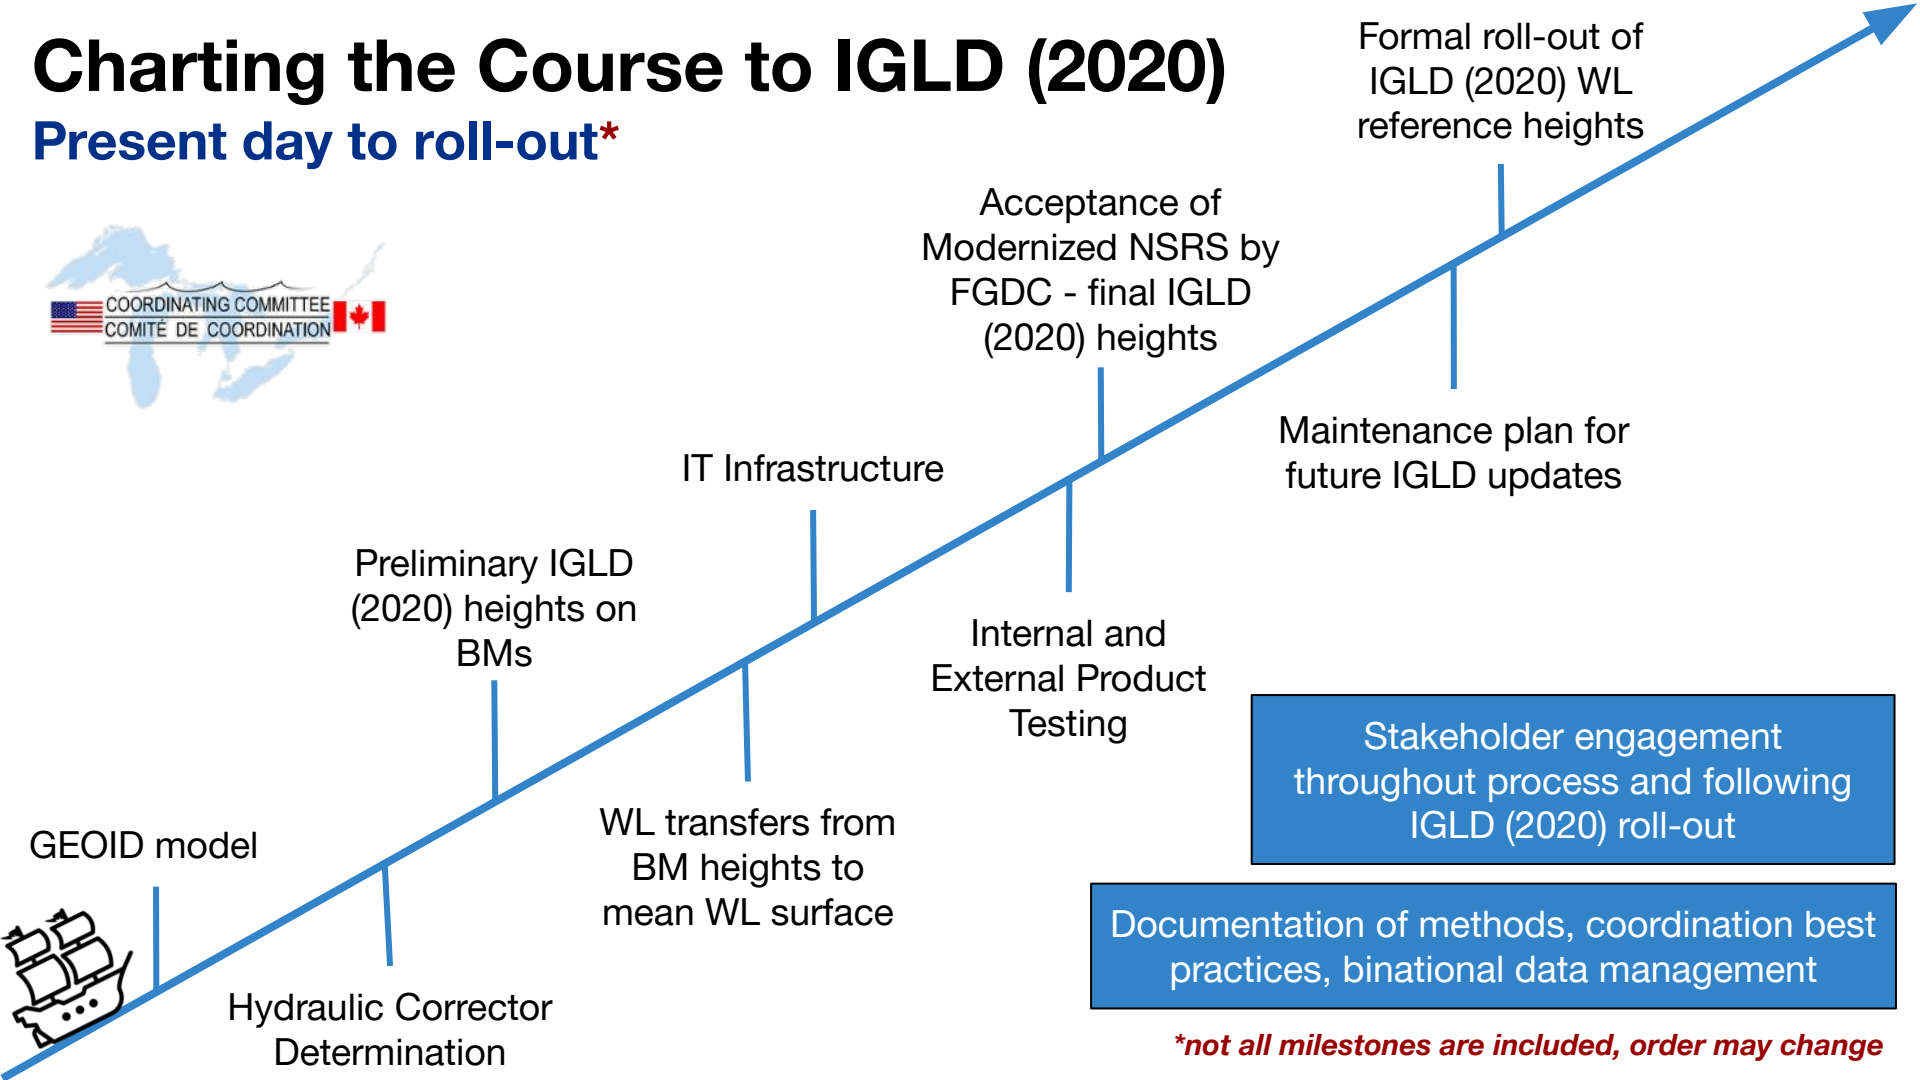 Charting the Course to IGLD (2020)
Present day to roll-out*
COORDINATING COMMITTEE
COMITÉ DE COORDINATION
Formal roll-out of
IGLD (2020) WL
reference heights
Acceptance of
Modernized NSRS by
FGDC - final IGLD
(2020) heights
Maintenance plan for
future IGLD updates
IT Infrastructure
Preliminary IGLD
(2020) heights on
BMs
Internal and
External Product
Testing
WL transfers from
BM heights to
mean WL surface
GEOID model
Hydraulic Corrector
Determination
Stakeholder engagement
throughout process and following
IGLD (2020) roll-out
Documentation of methods, coordination best
practices, binational data management
*not all milestones are included, order may change